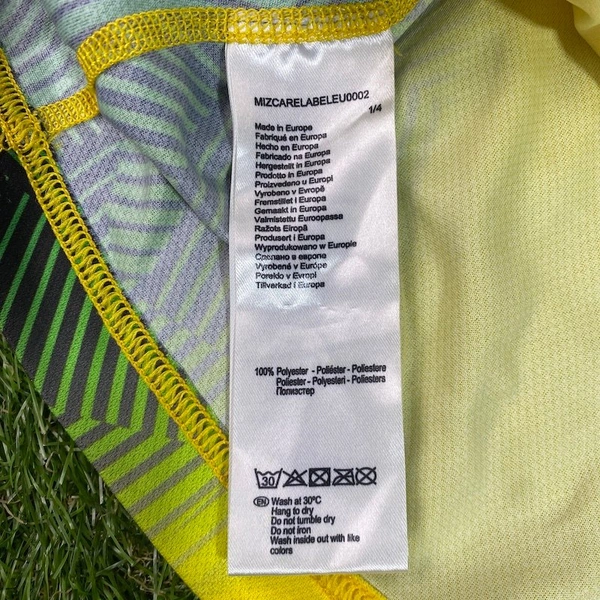 MIZCARELABELEU0002
1/4
Made in Europe
Fabriqué en Europa
Hecho en Europa
Fabricado na Europa
Hergestellt in Europa
Prodotto in Europa
Proizvedeno u Europi
Vyrobeno v Evropě
Fremstillet i Europa
Gemaakt in Europa
Valmistettu Euroopassa
Ražots Eiropā
Produsert i Europa
Wyprodukowano w Europie
Сделано в европе
Vyrobené v Európe
Poreklo v Evropi
Tillverkad i Europa
100% Polyester - Poliéster - Poliestere
Poliester - Polyesteri - Poliesters
Полиэстер
30
EN Wash at 30ºC
Hang to dry
Do not tumble dry
Do not iron
Wash inside out with like
colors